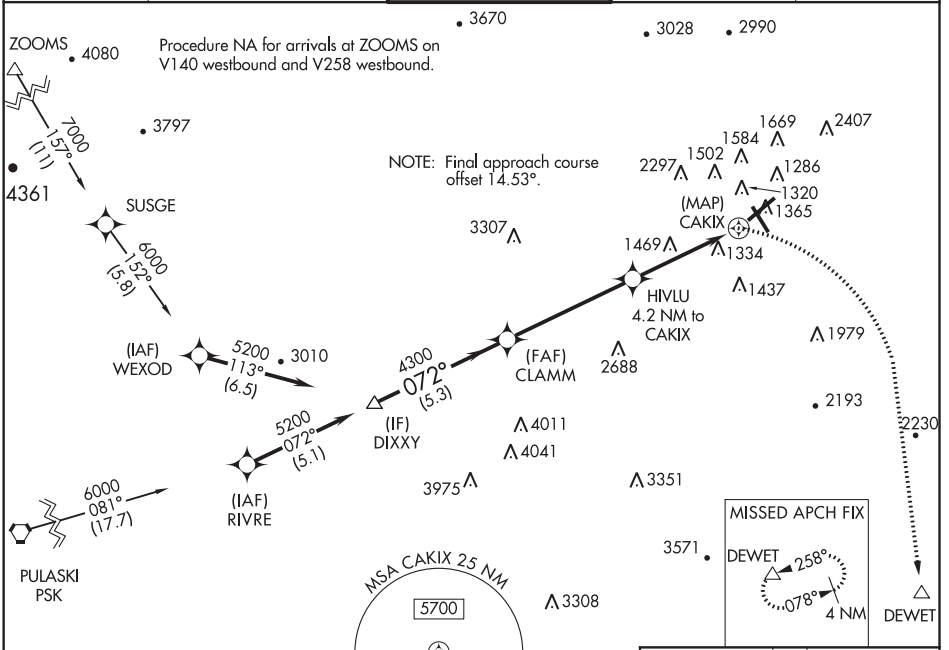 3670
3028
2990
ZOOMS
4080
Procedure NA for arrivals at ZOOMS on
V140 westbound and V258 westbound.
7000
157°
(11)
3797
4361
NOTE: Final approach course
offset 14.53°.
1669
2407
1584
1502
2297
1286
1320
1365
(MAP)
CAKIX
SUSGE
3307
1469
1334
6000
152°
(5.8)
HIVLU
4.2 NM to
CAKIX
1437
(IAF)
WEXOD
5200
113°
(6.5)
3010
4300
072°
(5.3)
(FAF)
CLAMM
2688
1979
2193
(IF)
DIXXY
5200
072°
(5.1)
4011
4041
2230
(IAF)
RIVRE
3975
3351
6000
081°
(17.7)
PULASKI
PSK
MISSED APCH FIX
DEWET
258°
078°
4 NM
3571
DEWET
MSA CAKIX 25 NM
5700
3308